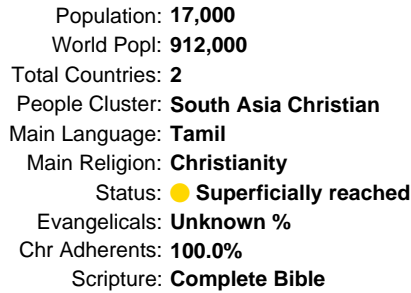 Population: 17,000
World Popl: 912,000
Total Countries: 2
People Cluster: South Asia Christian
Main Language: Tamil
Main Religion: Christianity
Status: Superficially reached
Evangelicals: Unknown %
Chr Adherents: 100.0%
Scripture: Complete Bible